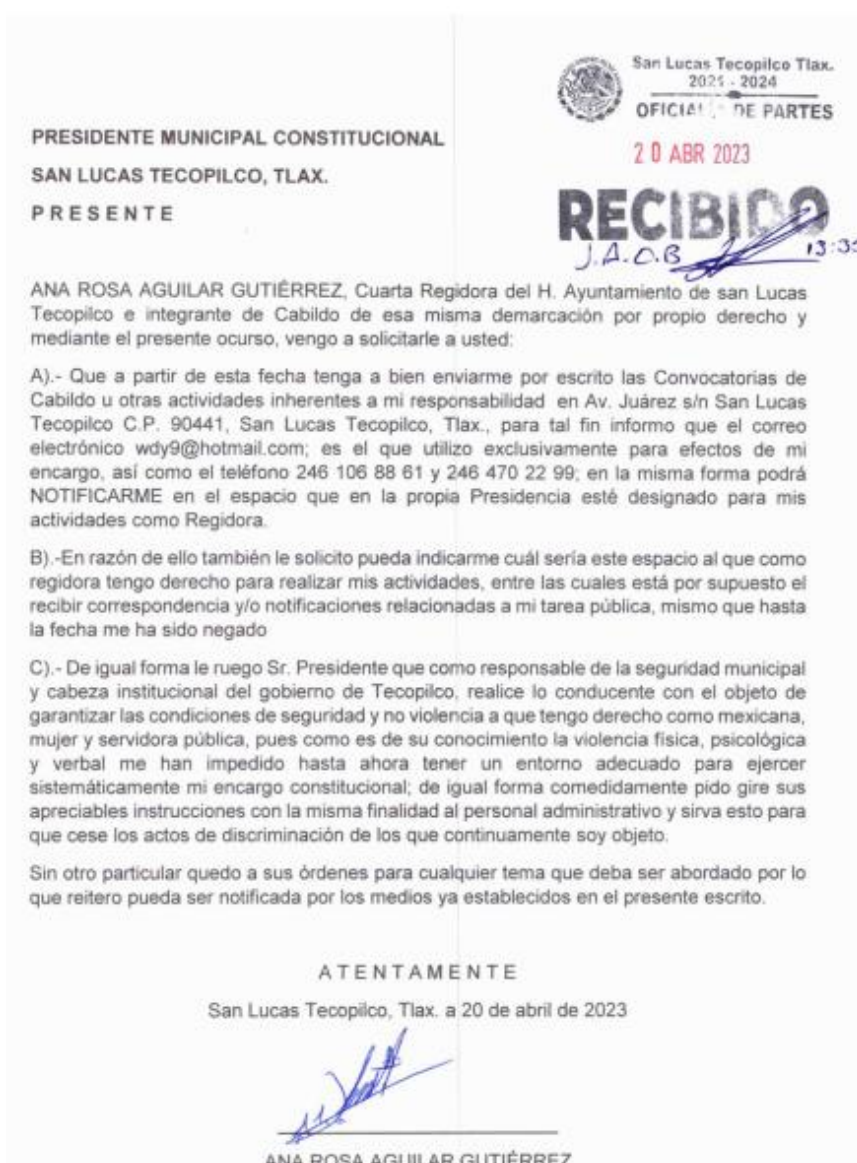 San Lucas Tecopilco Tlax.
2021 - 2024
OFICIALÍA DE PARTES
20 ABR 2023
RECIBIDO
J.A.O.B
PRESIDENTE MUNICIPAL CONSTITUCIONAL
SAN LUCAS TECOPILCO, TLAX.
P R E S E N T E
ANA ROSA AGUILAR GUTIÉRREZ, Cuarta Regidora del H. Ayuntamiento de san Lucas
Tecopilco e integrante de Cabildo de esa misma demarcación por propio derecho y
mediante el presente ocurso, vengo a solicitarle a usted:
A).- Que a partir de esta fecha tenga a bien enviarme por escrito las Convocatorias de
Cabildo u otras actividades inherentes a mi responsabilidad en Av. Juárez s/n San Lucas
Tecopilco C.P. 90441, San Lucas Tecopilco, Tlax., para tal fin informo que el correo
electrónico wdy9@hotmail.com; es el que utilizo exclusivamente para efectos de mi
encargo, así como el teléfono 246 106 88 61 y 246 470 22 99; en la misma forma podrá
NOTIFICARME en el espacio que en la propia Presidencia esté designado para mis
actividades como Regidora.
B).-En razón de ello también le solicito pueda indicarme cuál sería este espacio al que como
regidora tengo derecho para realizar mis actividades, entre las cuales está por supuesto el
recibir correspondencia y/o notificaciones relacionadas a mi tarea pública, mismo que hasta
la fecha me ha sido negado
C).- De igual forma le ruego Sr. Presidente que como responsable de la seguridad municipal
y cabeza institucional del gobierno de Tecopilco, realice lo conducente con el objeto de
garantizar las condiciones de seguridad y no violencia a que tengo derecho como mexicana,
mujer y servidora pública, pues como es de su conocimiento la violencia física, psicológica
y verbal me han impedido hasta ahora tener un entorno adecuado para ejercer
sistemáticamente mi encargo constitucional; de igual forma comedidamente pido gire sus
apreciables instrucciones con la misma finalidad al personal administrativo y sirva esto para
que cese los actos de discriminación de los que continuamente soy objeto.
Sin otro particular quedo a sus órdenes para cualquier tema que deba ser abordado por lo
que reitero pueda ser notificada por los medios ya establecidos en el presente escrito.
A T E N T A M E N T E
San Lucas Tecopilco, Tlax. a 20 de abril de 2023
ANA ROSA AGUILAR GUTIÉRREZ